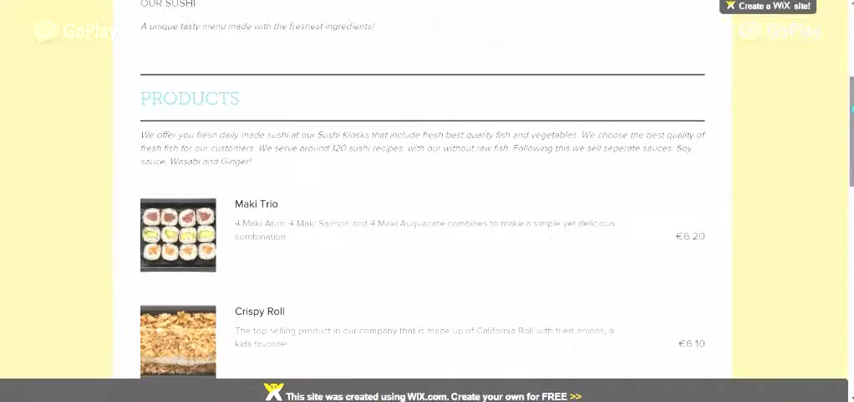 OUR SUSHI
Create a WiX site!
A unique tasty menu made with the freshest ingredients!
GoPlay
GoPlay
PRODUCTS
We offer you fresh daily made sushi at our Sushi Kiosks that include fresh best quality fish and vegetables. We choose the best quality of
fresh fish for our customers. We serve around 120 sushi recipes, with our without raw fish. Following this we sell seperate sauces: Soy
sauce, Wasabi and Ginger!
Maki Trio
4 Maki Atun, 4 Maki Salmon and 4 Maki Auguacate combines to make a simple yet delicious
combination
€6.20
Crispy Roll
The top selling product in our company that is made up of California Roll with fried onions, a
kids favorite!
€6.10
This site was created using WIX.com. Create your own for FREE >>